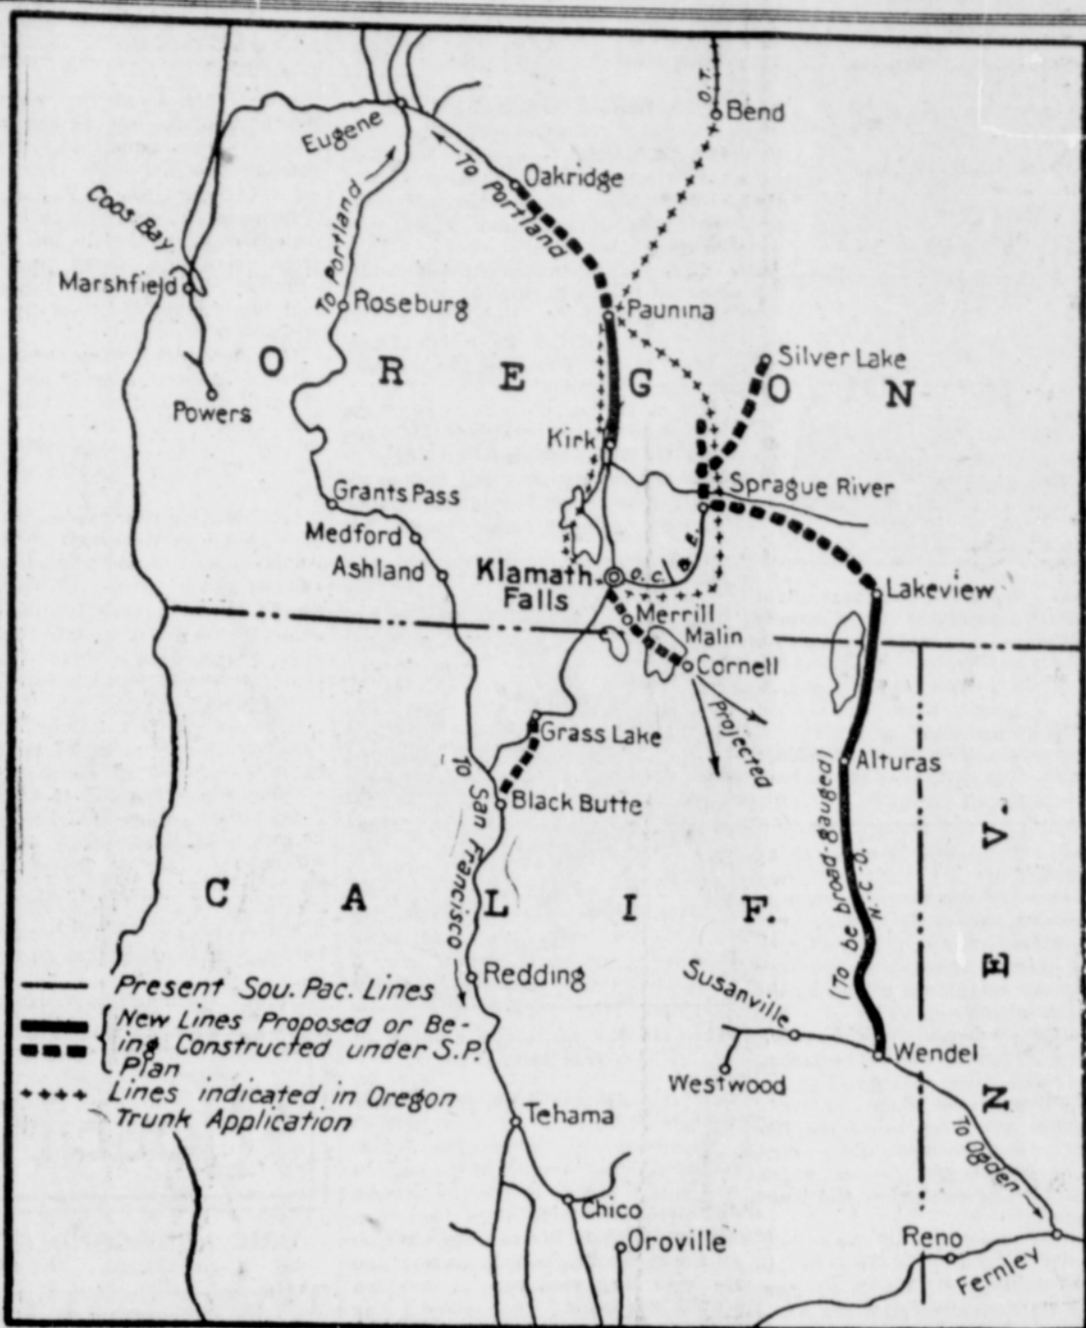 O.T.
Bend
Eugene
To Portland
Oakridge
Coos Bay
Marshfield
To Portland
Roseburg
Paunina
Silver Lake
O R E G O N
Powers
Kirk
Sprague River
Grants Pass
Medford
Ashland
Klamath
Falls
O. C. & E.
Lakeview
Merrill
Malin
Cornell
Projected
Grass Lake
Alturas
Black Butte
To San Francisco
(To be broad-gauged)
N.-C.-O.
C A L I F.
N E V.
Redding
Susanville
Wendel
Westwood
Present Sou. Pac. Lines
New Lines Proposed or Be-
ing Constructed under S.P.
Plan
Lines indicated in Oregon
Trunk Application
Tehama
To Ogden
Chico
Oroville
Reno
Fernley